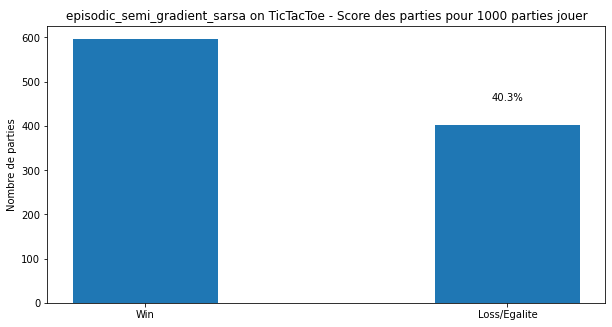 episodic_semi_gradient_sarsa on TicTacToe - Score des parties pour 1000 parties jouer
Nombre de parties
600
500
400
300
200
100
0
40.3%
Win
Loss/Egalite